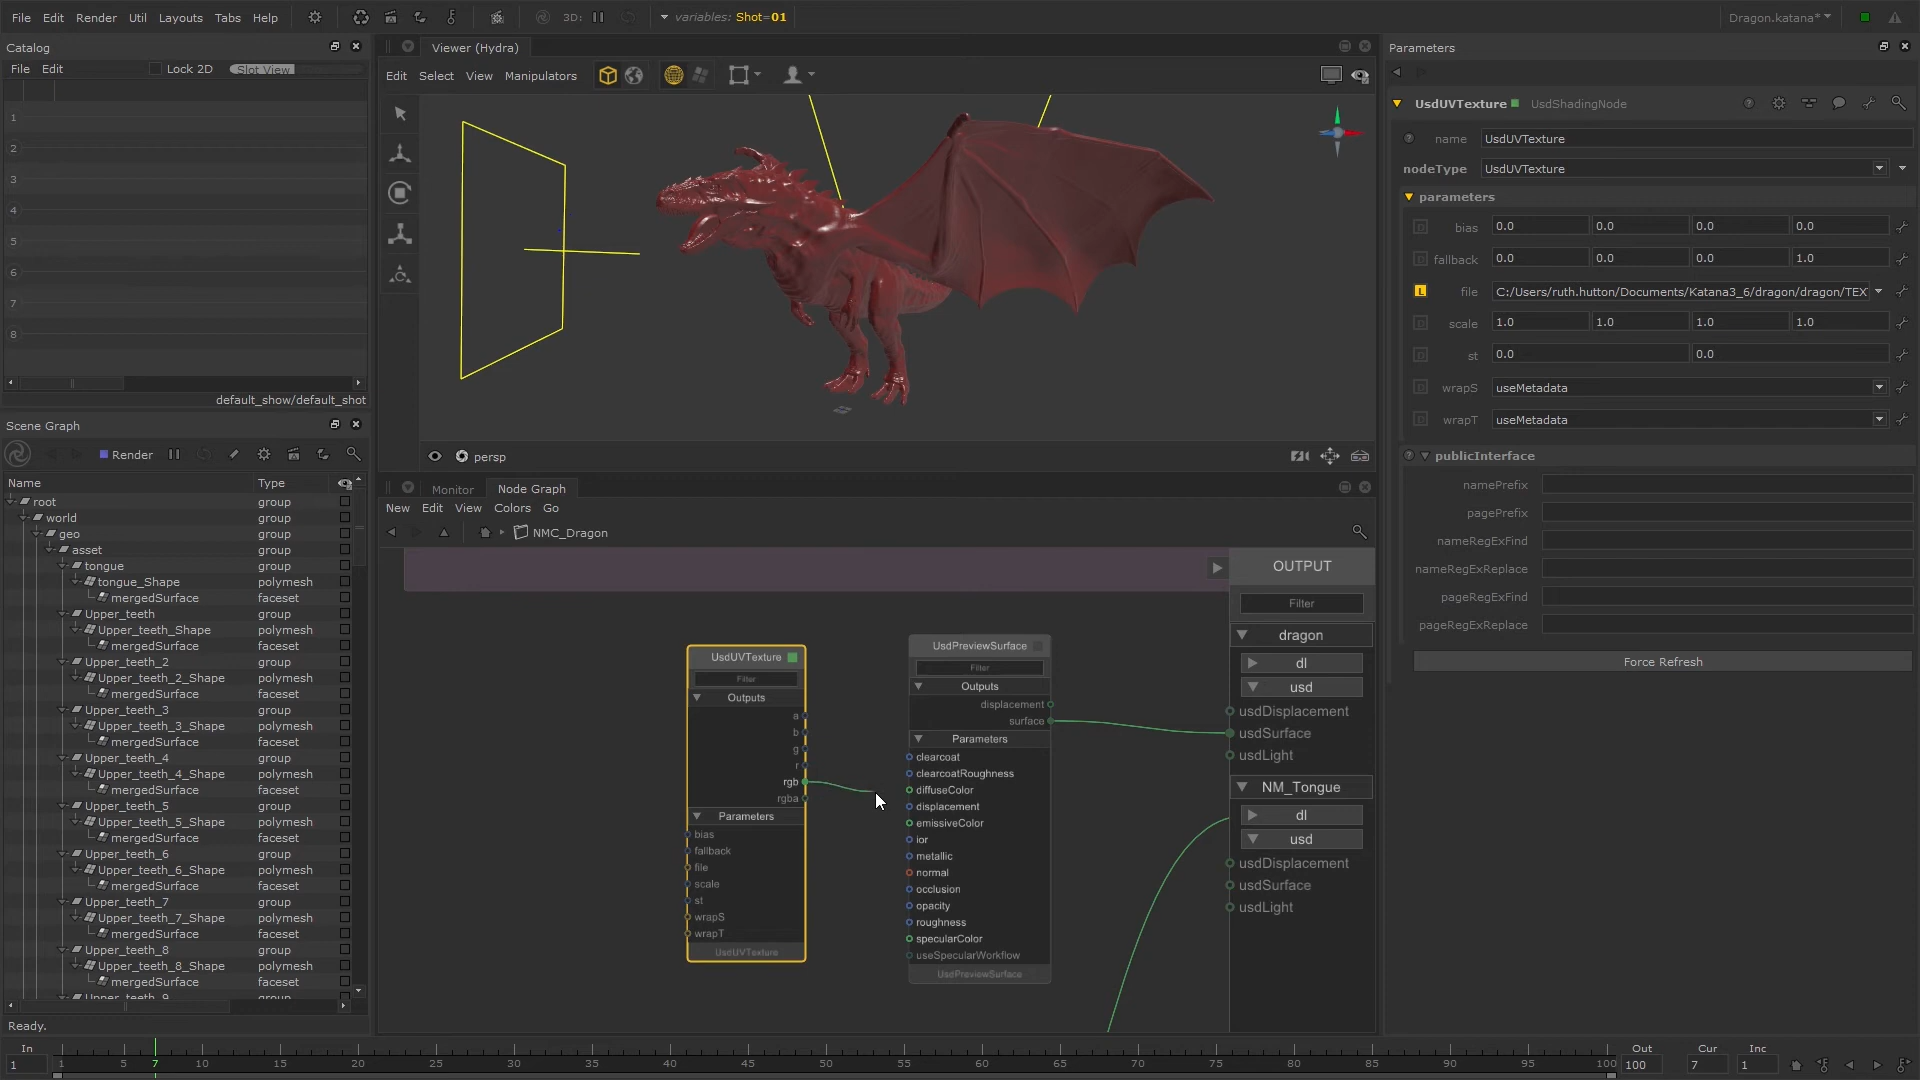 File Edit Render Util Layouts Tabs Help
3D:
variables: Shot=01
Dragon.katana*
Catalog
File Edit Lock 2D Slot View
1
2
3
4
5
6
7
8
default_show/default_shot
Scene Graph
Render
Name Type
root group
world group
geo group
asset group
tongue group
tongue_Shape polymesh
mergedSurface faceset
Upper_teeth group
Upper_teeth_Shape polymesh
mergedSurface faceset
Upper_teeth_2 group
Upper_teeth_2_Shape polymesh
mergedSurface faceset
Upper_teeth_3 group
Upper_teeth_3_Shape polymesh
mergedSurface faceset
Upper_teeth_4 group
Upper_teeth_4_Shape polymesh
mergedSurface faceset
Upper_teeth_5 group
Upper_teeth_5_Shape polymesh
mergedSurface faceset
Upper_teeth_6 group
Upper_teeth_6_Shape polymesh
mergedSurface faceset
Upper_teeth_7 group
Upper_teeth_7_Shape polymesh
mergedSurface faceset
Upper_teeth_8 group
Upper_teeth_8_Shape polymesh
mergedSurface faceset
Upper_teeth_9 group
Ready.
Viewer (Hydra)
Edit Select View Manipulators
persp
Monitor Node Graph
New Edit View Colors Go
NMC_Dragon
UsdUVTexture
Filter
Outputs
a
b
g
r
rgb
rgba
Parameters
bias
fallback
file
scale
st
wrapS
wrapT
UsdUVTexture
UsdPreviewSurface
Filter
Outputs
displacement
surface
Parameters
clearcoat
clearcoatRoughness
diffuseColor
displacement
emissiveColor
ior
metallic
normal
occlusion
opacity
roughness
specularColor
useSpecularWorkflow
UsdPreviewSurface
OUTPUT
Filter
dragon
dl
usd
usdDisplacement
usdSurface
usdLight
NM_Tongue
dl
usd
usdDisplacement
usdSurface
usdLight
Parameters
UsdUVTexture UsdShadingNode
name UsdUVTexture
nodeType UsdUVTexture
parameters
bias 0.0 0.0 0.0 0.0
fallback 0.0 0.0 0.0 1.0
L file C:/Users/ruth.hutton/Documents/Katana3_6/dragon/dragon/TEX
scale 1.0 1.0 1.0 1.0
st 0.0 0.0
wrapS useMetadata
wrapT useMetadata
publicInterface
namePrefix
pagePrefix
nameRegExFind
nameRegExReplace
pageRegExFind
pageRegExReplace
Force Refresh
In Out Cur Inc
1 1 5 7 10 15 20 25 30 35 40 45 50 55 60 65 70 75 80 85 90 95 100 100 7 1